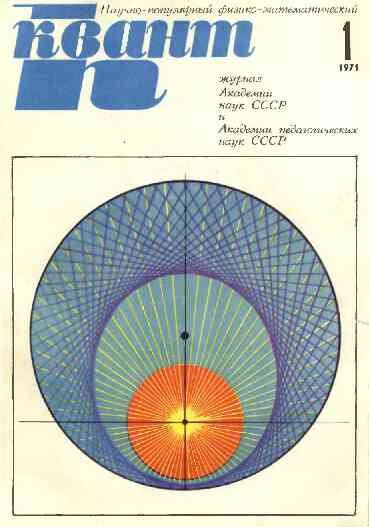 Научно-популярный физико-математический
квант
1
1971
журнал
Академии
наук СССР
и
Академии педагогических
наук СССР